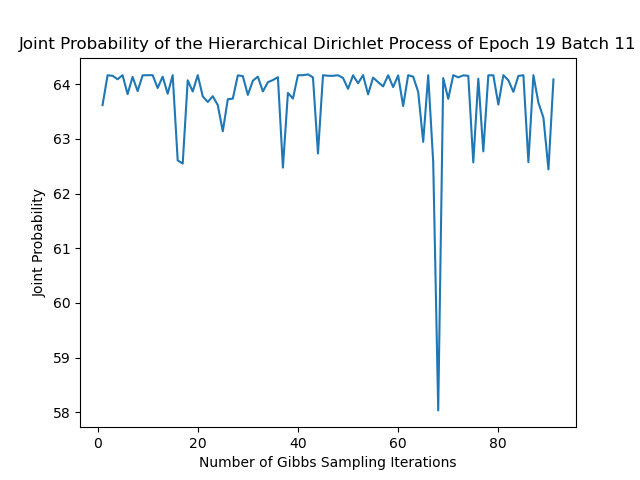 Joint Probability of the Hierarchical Dirichlet Process of Epoch 19 Batch 11
64
63
62
61
60
59
58
Joint Probability
0 20 40 60 80
Number of Gibbs Sampling Iterations